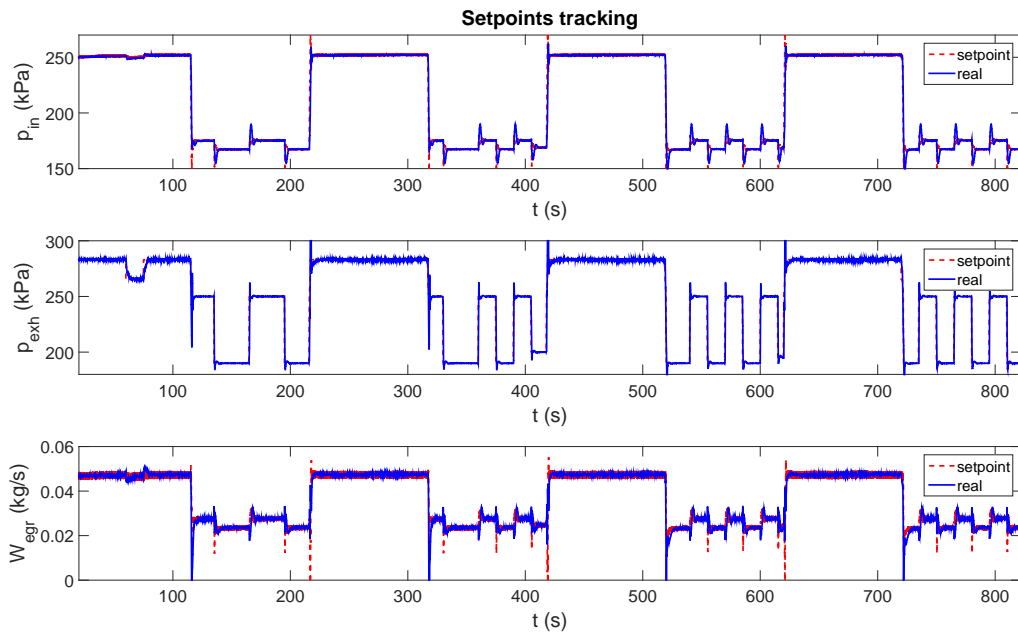 Setpoints tracking
p_in (kPa)
250
200
150
setpoint
real
100 200 300 400 500 600 700 800
t (s)
p_exh (kPa)
300
250
200
setpoint
real
100 200 300 400 500 600 700 800
t (s)
W_egr (kg/s)
0.06
0.04
0.02
0
setpoint
real
100 200 300 400 500 600 700 800
t (s)